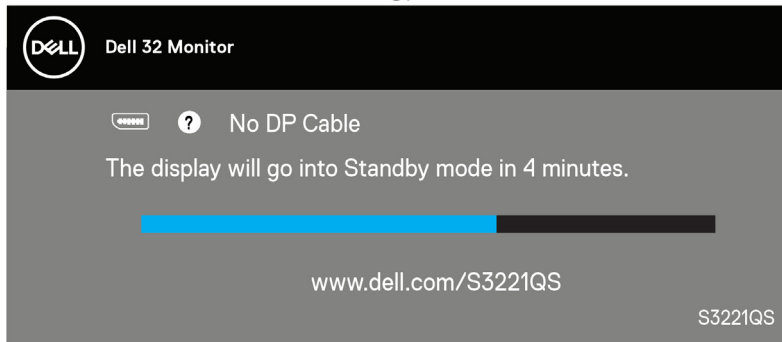 DELL
Dell 32 Monitor
? No DP Cable
The display will go into Standby mode in 4 minutes.
www.dell.com/S3221QS
S3221QS